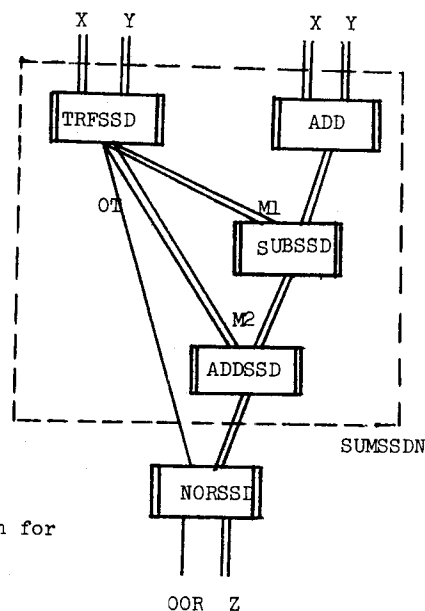 X Y X Y
TRFSSD ADD
OT M1
SUBSSD
M2
ADDSSD
SUMSSDN
NORSSD
n for
OOR Z